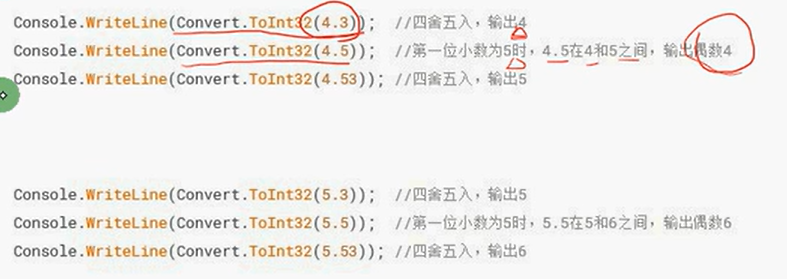 Console.WriteLine(Convert.ToInt32(4.3)); //四舍五入，输出4
Console.WriteLine(Convert.ToInt32(4.5)); //第一位小数为5时，4.5在4和5之间，输出偶数4
Console.WriteLine(Convert.ToInt32(4.53)); //四舍五入，输出5
Console.WriteLine(Convert.ToInt32(5.3)); //四舍五入，输出5
Console.WriteLine(Convert.ToInt32(5.5)); //第一位小数为5时，5.5在5和6之间，输出偶数6
Console.WriteLine(Convert.ToInt32(5.53)); //四舍五入，输出6